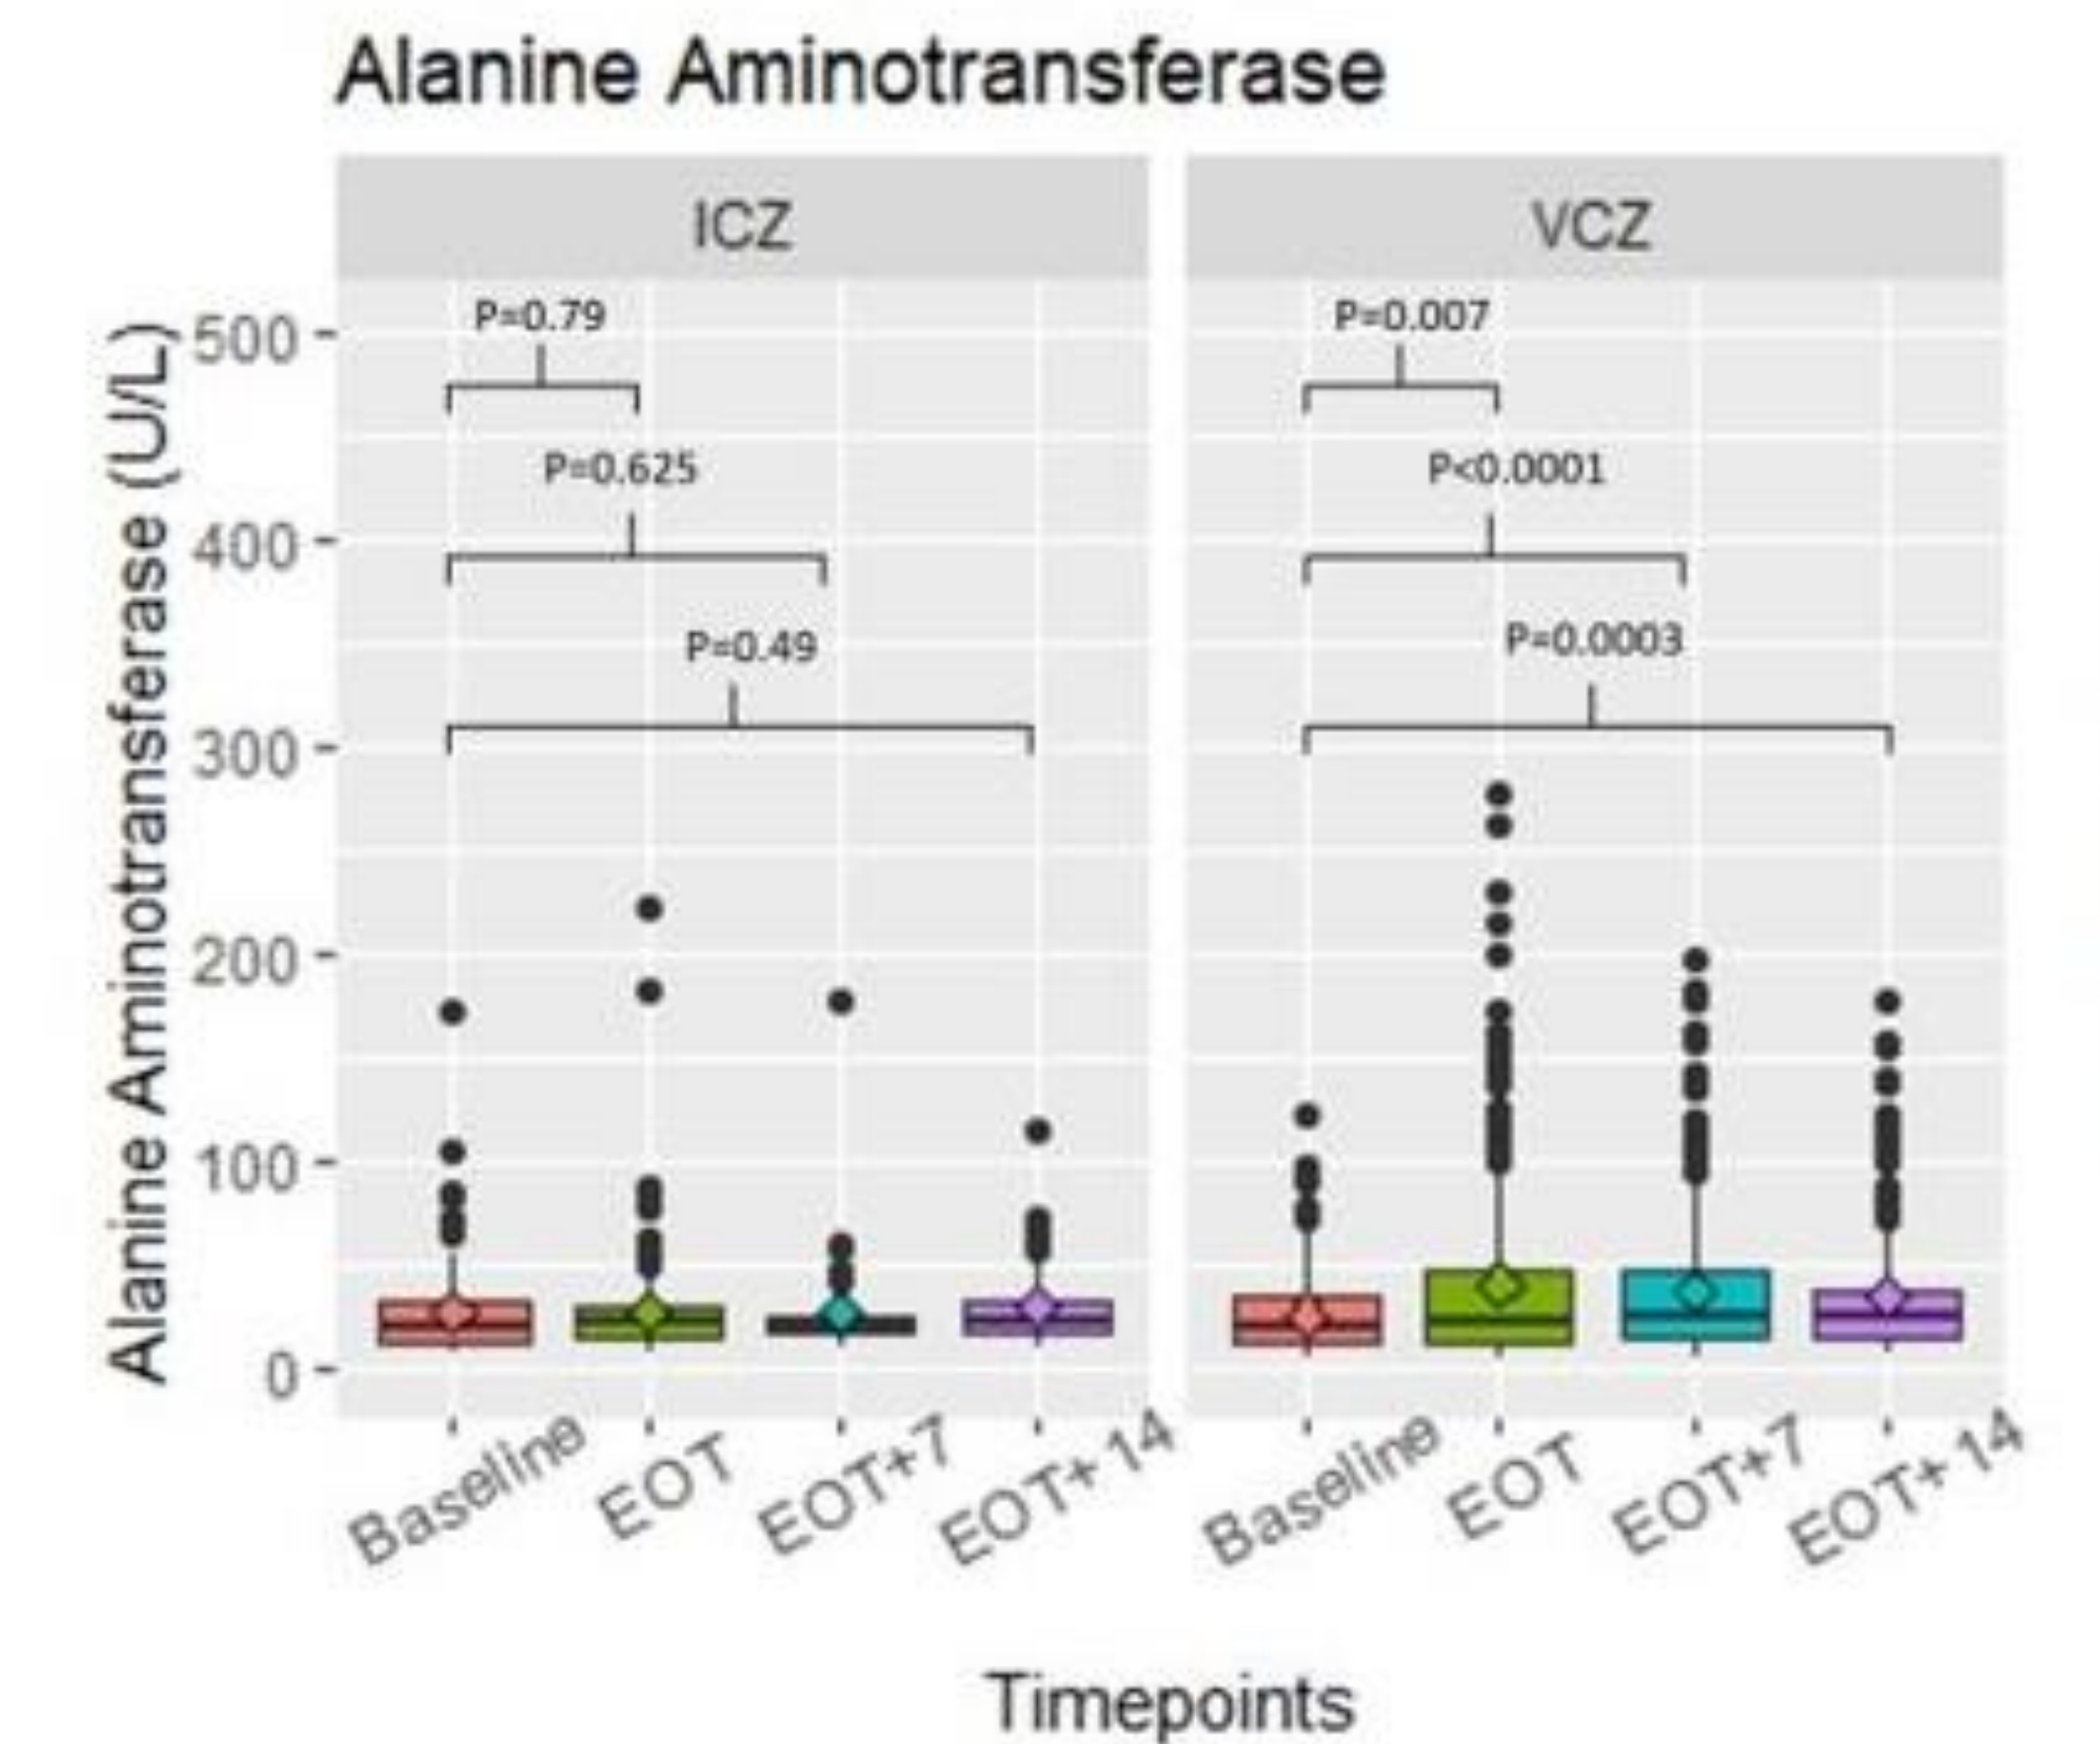 Alanine Aminotransferase
ICZ
VCZ
Alanine Aminotransferase (U/L)
500
400
300
200
100
0
P=0.79
P=0.625
P=0.49
P=0.007
P<0.0001
P=0.0003
Baseline
EOT
EOT+7
EOT+14
Baseline
EOT
EOT+7
EOT+14
Timepoints